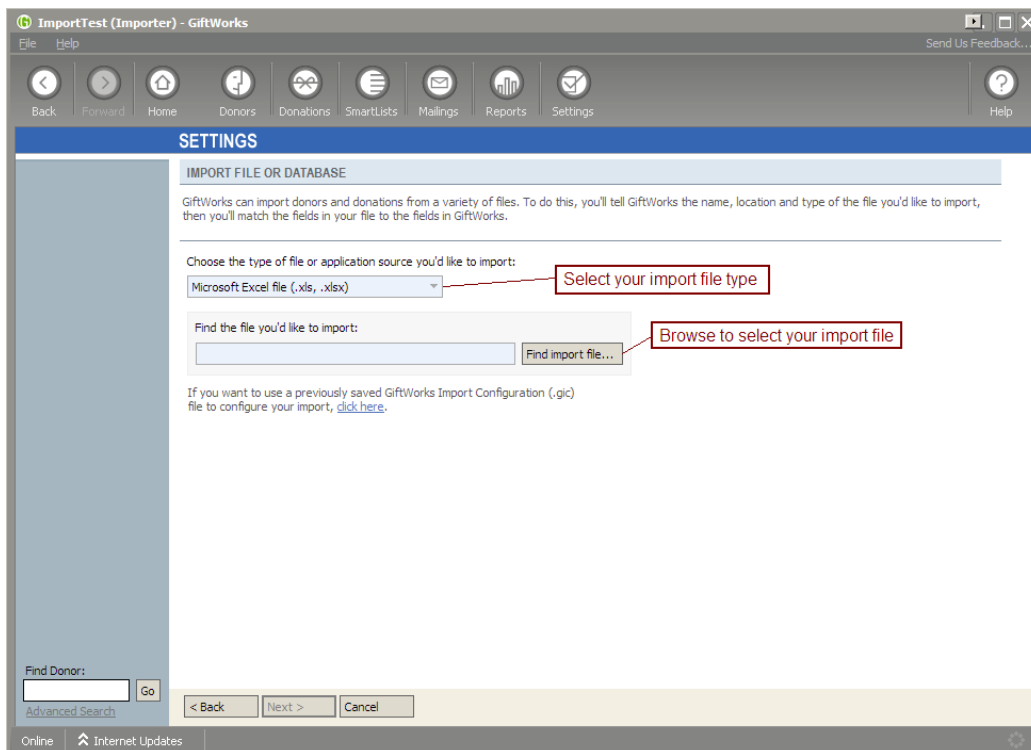 ImportTest (Importer) - GiftWorks
File Help Send Us Feedback...
Back Forward Home Donors Donations SmartLists Mailings Reports Settings Help
SETTINGS
IMPORT FILE OR DATABASE
GiftWorks can import donors and donations from a variety of files. To do this, you'll tell GiftWorks the name, location and type of the file you'd like to import,
then you'll match the fields in your file to the fields in GiftWorks.
Choose the type of file or application source you'd like to import:
Microsoft Excel file (.xls, .xlsx)
Select your import file type
Find the file you'd like to import:
Find import file...
Browse to select your import file
If you want to use a previously saved GiftWorks Import Configuration (.gic)
file to configure your import, click here.
Find Donor:
Go
Advanced Search
< Back Next > Cancel
Online Internet Updates